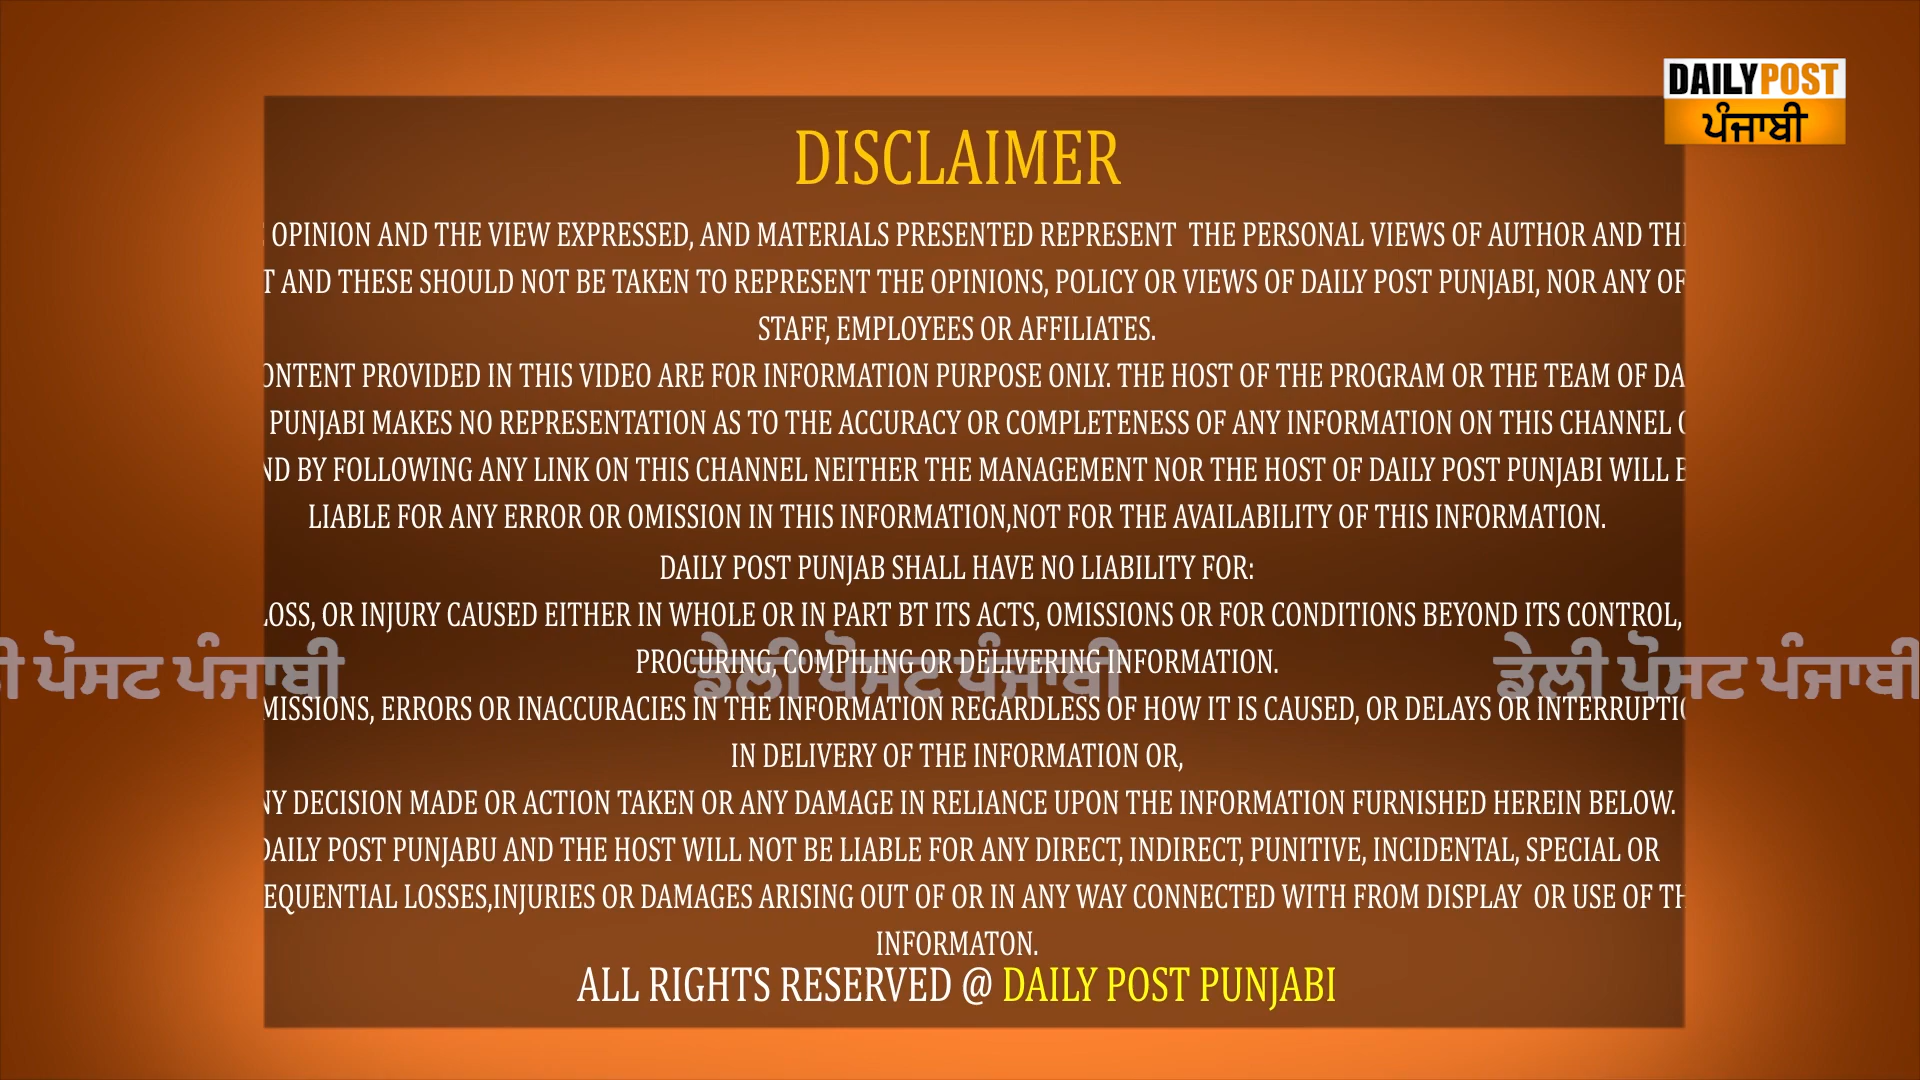 DAILYPOST
ਪੰਜਾਬੀ
DISCLAIMER
OPINION AND THE VIEW EXPRESSED, AND MATERIALS PRESENTED REPRESENT THE PERSONAL VIEWS OF AUTHOR AND
AND THESE SHOULD NOT BE TAKEN TO REPRESENT THE OPINIONS, POLICY OR VIEWS OF DAILY POST PUNJABI, NOR ANY OF
STAFF, EMPLOYEES OR AFFILIATES.
ONTENT PROVIDED IN THIS VIDEO ARE FOR INFORMATION PURPOSE ONLY. THE HOST OF THE PROGRAM OR THE TEAM OF DA
PUNJABI MAKES NO REPRESENTATION AS TO THE ACCURACY OR COMPLETENESS OF ANY INFORMATION ON THIS CHANNEL
ND BY FOLLOWING ANY LINK ON THIS CHANNEL NEITHER THE MANAGEMENT NOR THE HOST OF DAILY POST PUNJABI WILL
LIABLE FOR ANY ERROR OR OMISSION IN THIS INFORMATION,NOT FOR THE AVAILABILITY OF THIS INFORMATION.
DAILY POST PUNJAB SHALL HAVE NO LIABILITY FOR:
LOSS, OR INJURY CAUSED EITHER IN WHOLE OR IN PART BT ITS ACTS, OMISSIONS OR FOR CONDITIONS BEYOND ITS CONTROL,
PROCURING, COMPILING OR DELIVERING INFORMATION.
ੀ ਪੋਸਟ ਪੰਜਾਬੀ ਡੇਲੀ ਪੋਸਟ ਪੰਜਾਬੀ ਡੇਲੀ ਪੋਸਟ ਪੰਜਾਬੀ
MISSIONS, ERRORS OR INACCURACIES IN THE INFORMATION REGARDLESS OF HOW IT IS CAUSED, OR DELAYS OR INTERRUPTI
IN DELIVERY OF THE INFORMATION OR,
NY DECISION MADE OR ACTION TAKEN OR ANY DAMAGE IN RELIANCE UPON THE INFORMATION FURNISHED HEREIN BELOW.
DAILY POST PUNJABU AND THE HOST WILL NOT BE LIABLE FOR ANY DIRECT, INDIRECT, PUNITIVE, INCIDENTAL, SPECIAL OR
EQUENTIAL LOSSES,INJURIES OR DAMAGES ARISING OUT OF OR IN ANY WAY CONNECTED WITH FROM DISPLAY OR USE OF
INFORMATON.
ALL RIGHTS RESERVED @ DAILY POST PUNJABI